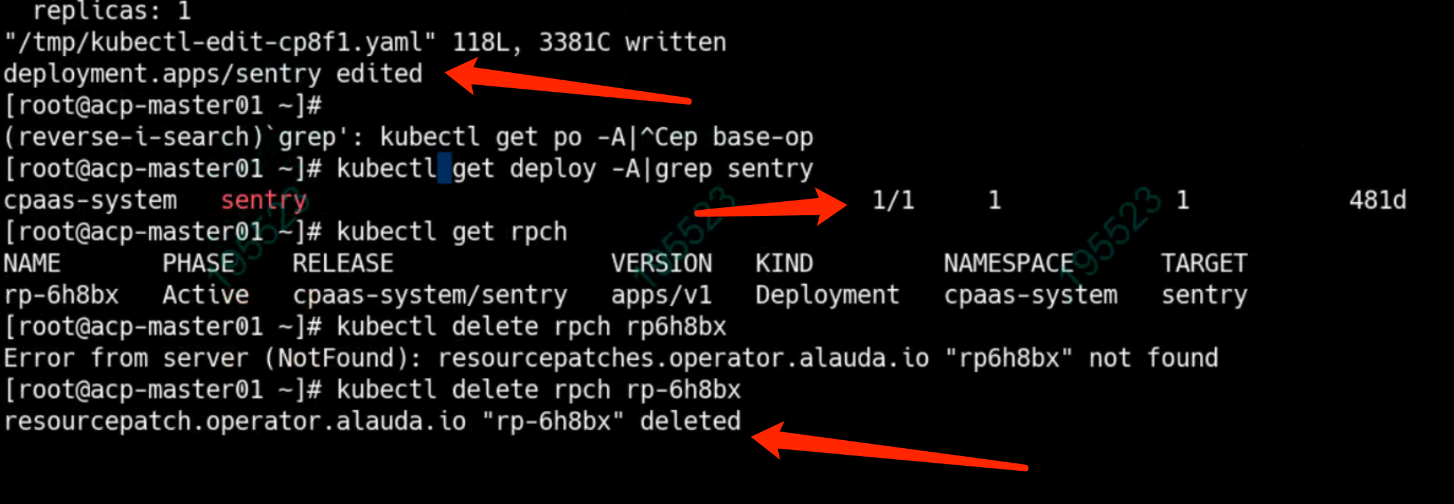 replicas: 1
"/tmp/kubectl-edit-cp8f1.yaml" 118L, 3381C written
deployment.apps/sentry edited
[root@acp-master01 ~]#
(reverse-i-search)`grep': kubectl get po -A|^Cep base-op
[root@acp-master01 ~]# kubectl get deploy -A|grep sentry
cpaas-system   sentry   1/1   1   1   481d
[root@acp-master01 ~]# kubectl get rpch
NAME   PHASE   RELEASE   VERSION   KIND   NAMESPACE   TARGET
rp-6h8bx   Active   cpaas-system/sentry   apps/v1   Deployment   cpaas-system   sentry
[root@acp-master01 ~]# kubectl delete rpch rp6h8bx
Error from server (NotFound): resourcepatches.operator.alauda.io "rp6h8bx" not found
[root@acp-master01 ~]# kubectl delete rpch rp-6h8bx
resourcepatch.operator.alauda.io "rp-6h8bx" deleted
195523
195523
195523